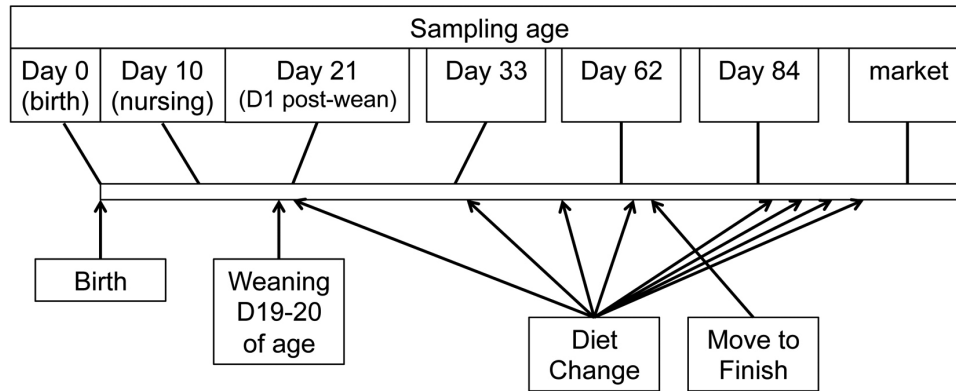 Sampling age
Day 0
(birth)
Day 10
(nursing)
Day 21
(D1 post-wean)
Day 33
Day 62
Day 84
market
Birth
Weaning
D19-20
of age
Diet
Change
Move to
Finish